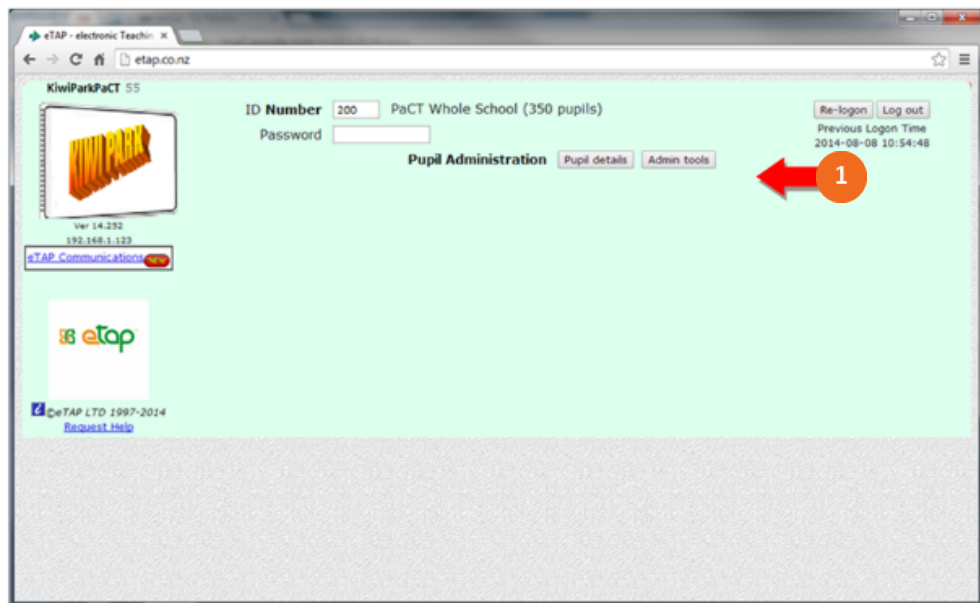 eTAP - electronic Teachin
etap.co.nz
KiwiParkPaCT 55
KIWI PARK
Ver 14.252
192.168.1.123
eTAP Communications NEW
etap
©eTAP LTD 1997-2014
Request Help
ID Number 200 PaCT Whole School (350 pupils)
Password
Pupil Administration Pupil details Admin tools
Re-logon Log out
Previous Logon Time
2014-08-08 10:54:48
1